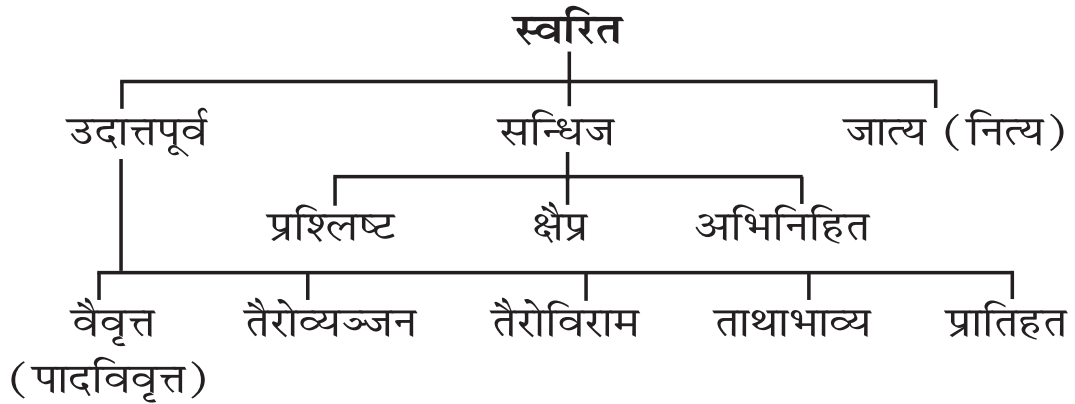 स्वरित
उदात्तपूर्व सन्धिज जात्य (नित्य)
प्रश्लिष्ट क्षैप्र अभिनिहित
वैवृत्त तैरोव्यञ्जन तैरोविराम ताथाभाव्य प्रातिहत
(पादविवृत्त)